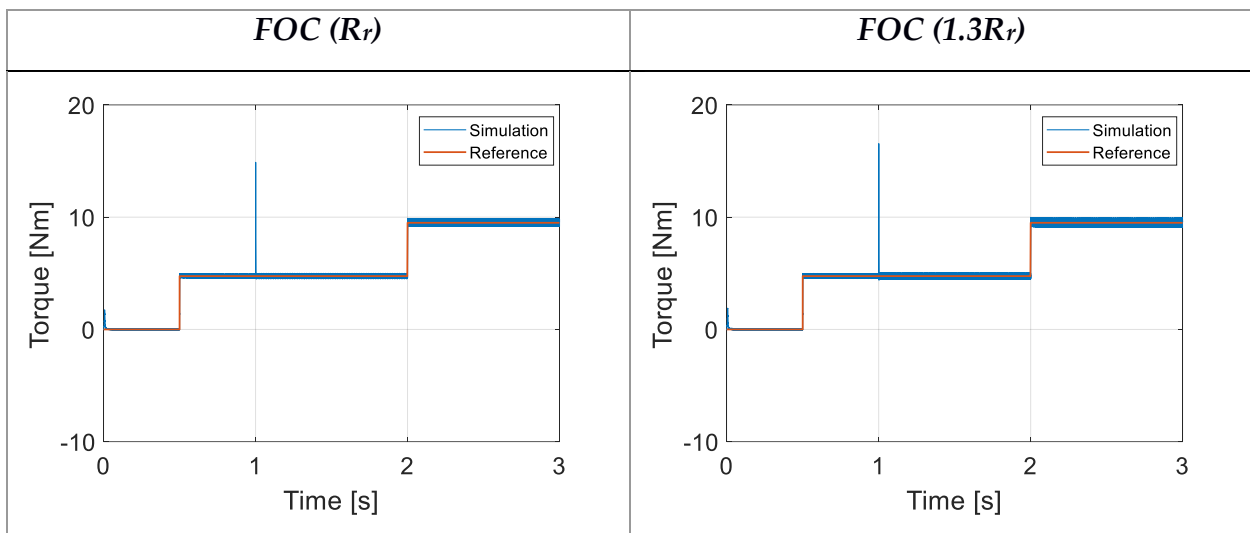 FOC (Rr)
FOC (1.3Rr)
20
10
0
-10
Torque [Nm]
Simulation
Reference
0
1
2
3
Time [s]
20
10
0
-10
Torque [Nm]
Simulation
Reference
0
1
2
3
Time [s]